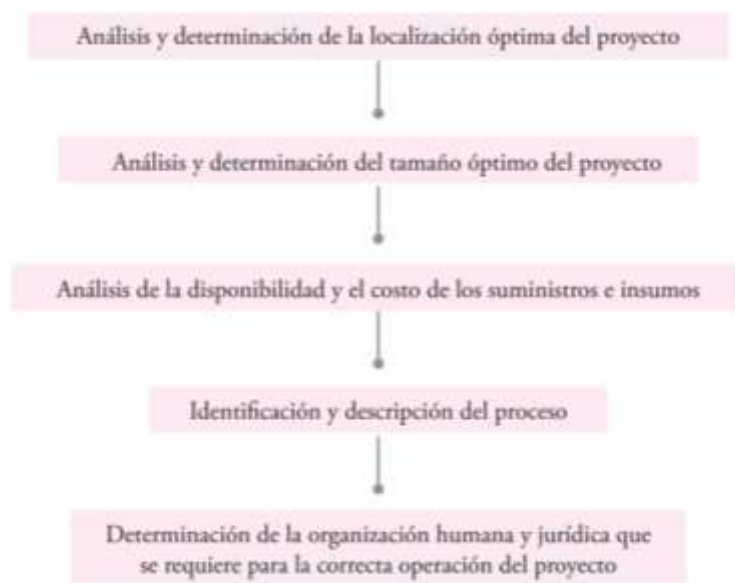 Análisis y determinación de la localización óptima del proyecto
Análisis y determinación del tamaño óptimo del proyecto
Análisis de la disponibilidad y el costo de los suministros e insumos
Identificación y descripción del proceso
Determinación de la organización humana y jurídica que
se requiere para la correcta operación del proyecto